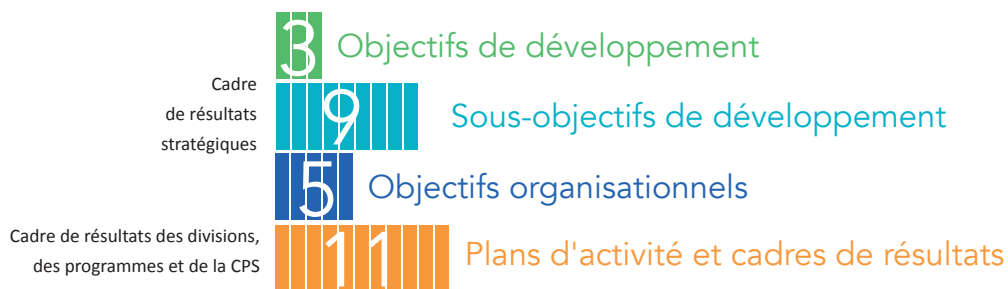 3 Objectifs de développement
Cadre
de résultats
stratégiques
9 Sous-objectifs de développement
5 Objectifs organisationnels
Cadre de résultats des divisions,
des programmes et de la CPS
11 Plans d'activité et cadres de résultats